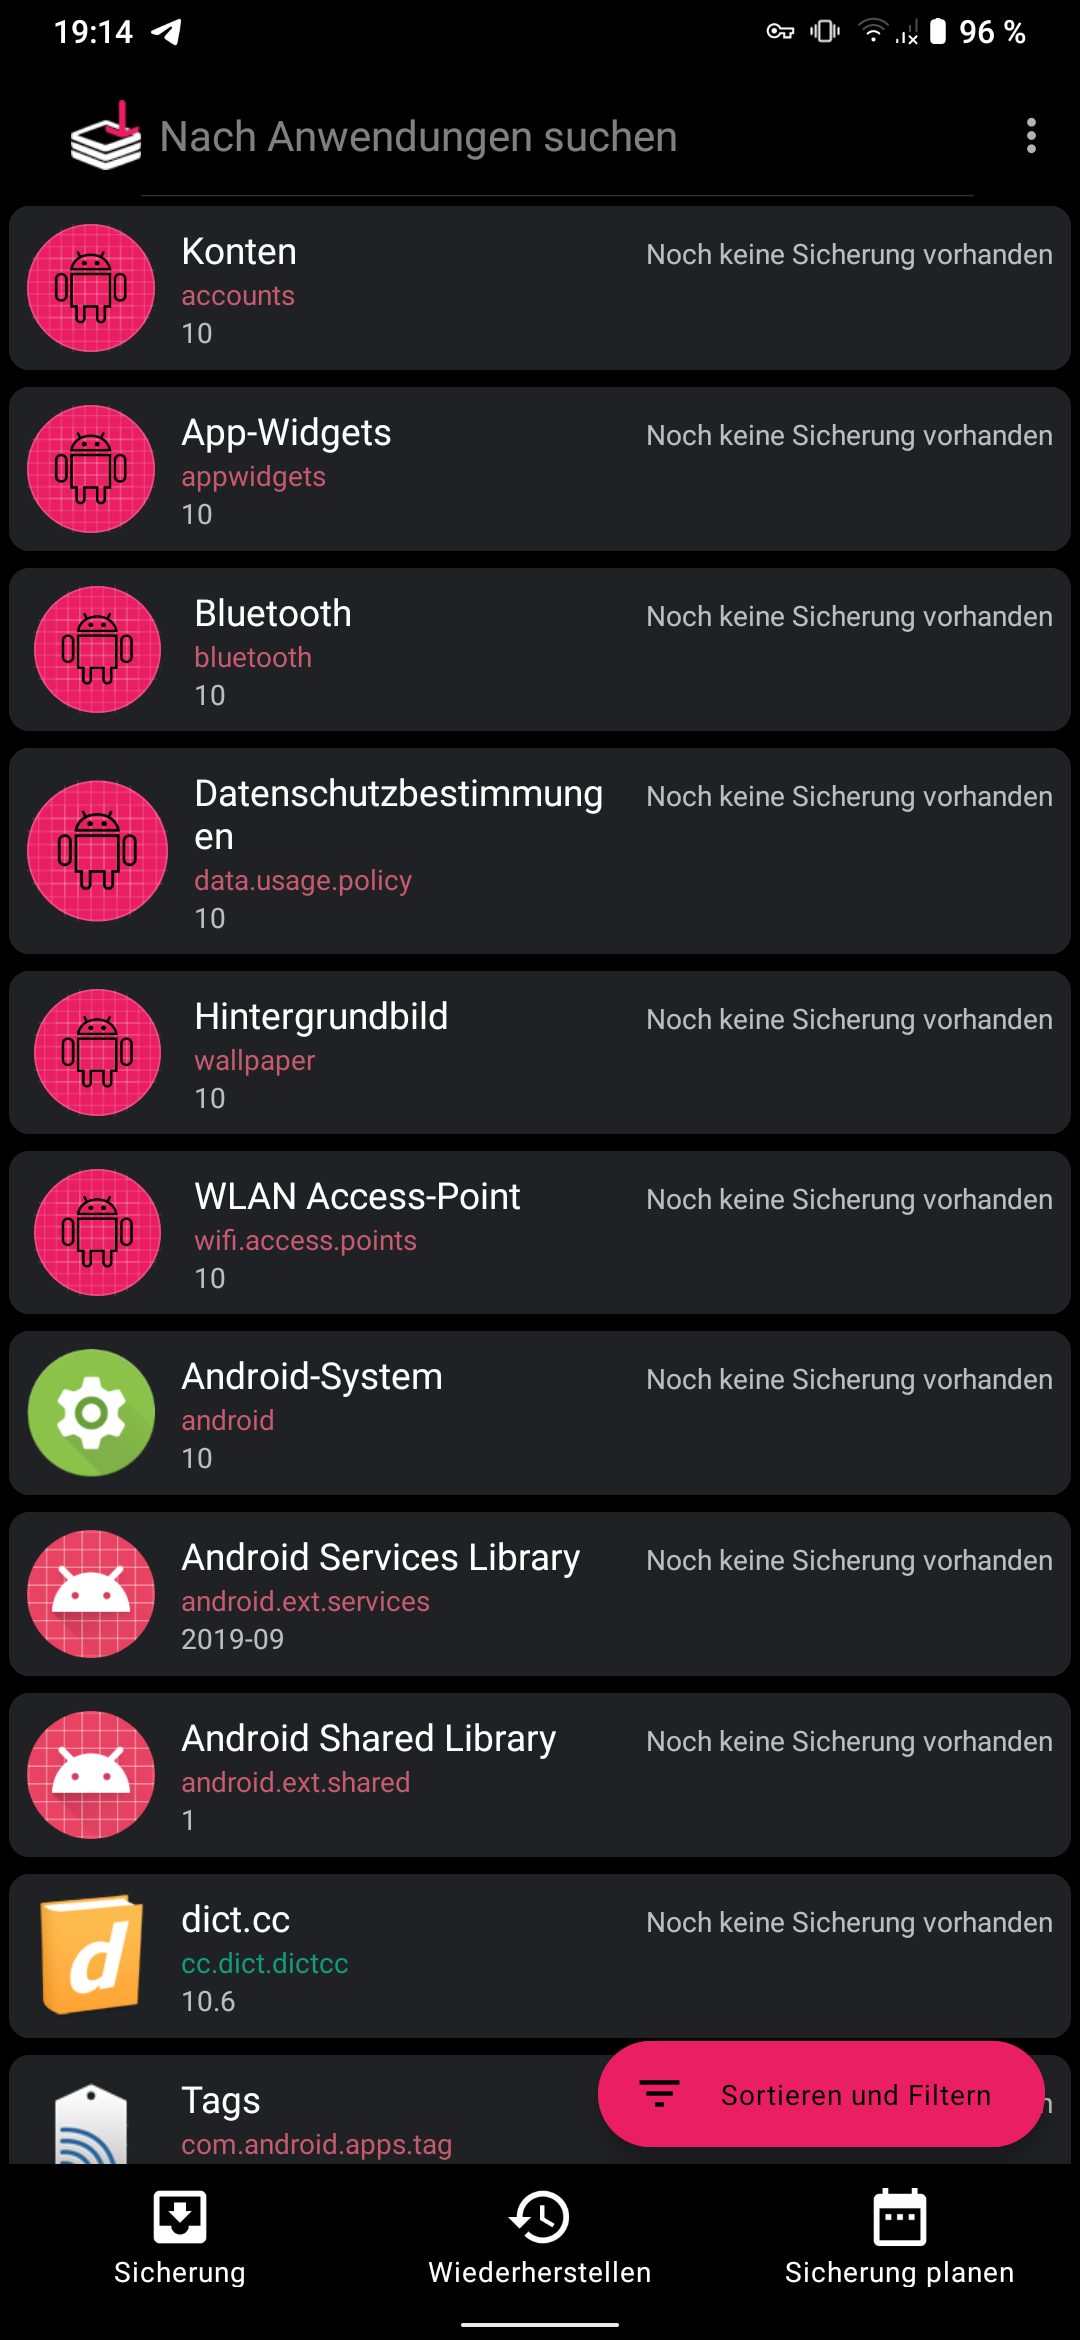 19:14 96 %
Nach Anwendungen suchen
Konten Noch keine Sicherung vorhanden
accounts
10
App-Widgets Noch keine Sicherung vorhanden
appwidgets
10
Bluetooth Noch keine Sicherung vorhanden
bluetooth
10
Datenschutzbestimmung Noch keine Sicherung vorhanden
en
data.usage.policy
10
Hintergrundbild Noch keine Sicherung vorhanden
wallpaper
10
WLAN Access-Point Noch keine Sicherung vorhanden
wifi.access.points
10
Android-System Noch keine Sicherung vorhanden
android
10
Android Services Library Noch keine Sicherung vorhanden
android.ext.services
2019-09
Android Shared Library Noch keine Sicherung vorhanden
android.ext.shared
1
d
dict.cc Noch keine Sicherung vorhanden
cc.dict.dictcc
10.6
Tags
Sortieren und Filtern
com.android.apps.tag
Sicherung Wiederherstellen Sicherung planen